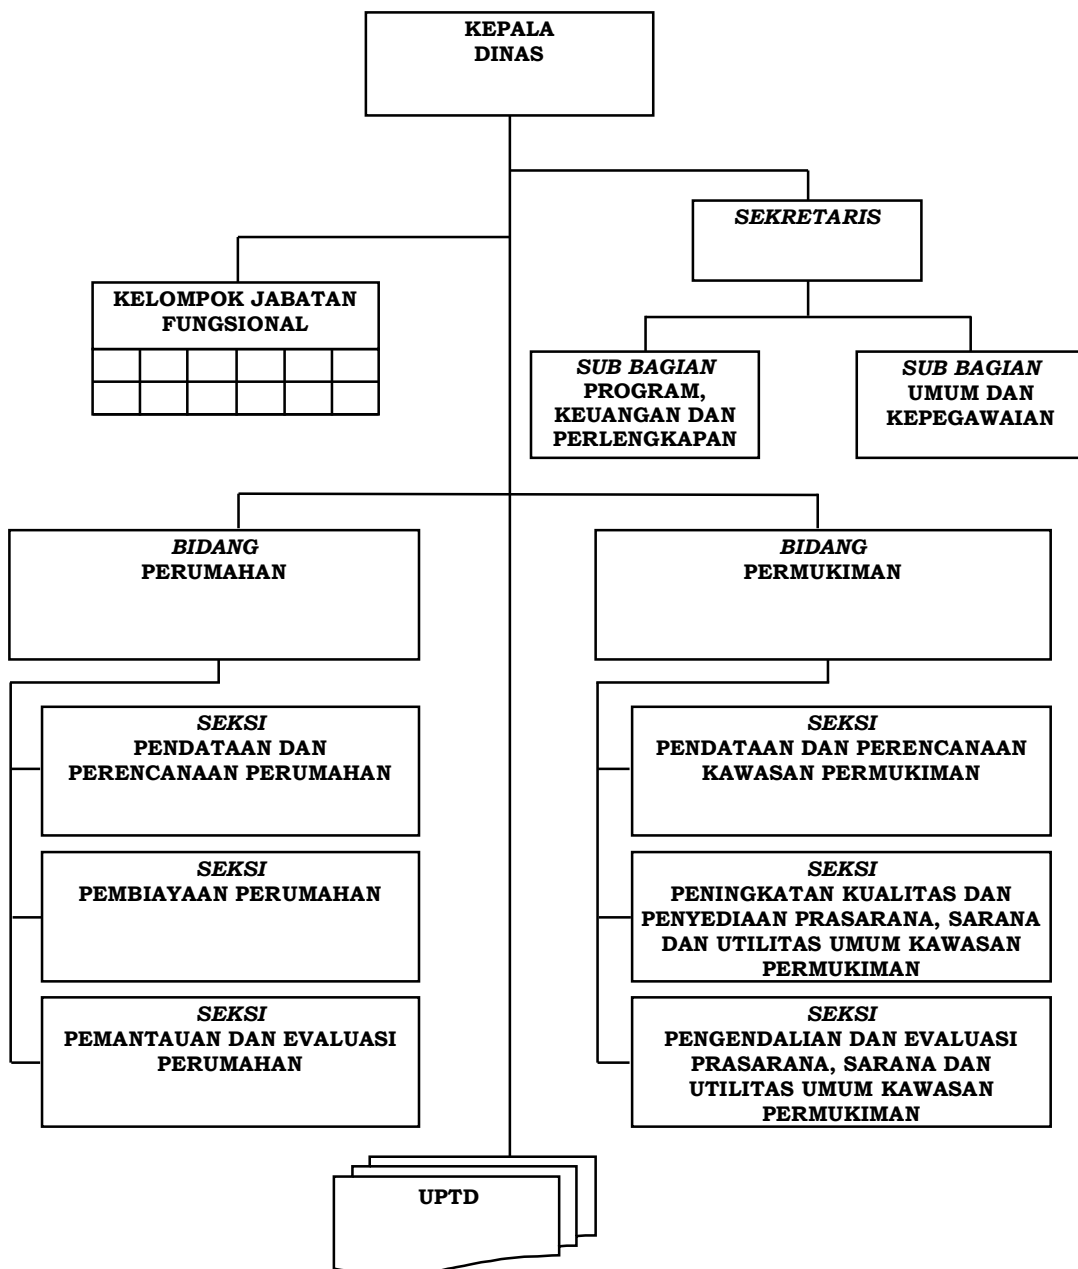 KEPALA
DINAS
SEKRETARIS
KELOMPOK JABATAN
FUNGSIONAL
SUB BAGIAN
PROGRAM,
KEUANGAN DAN
PERLENGKAPAN
SUB BAGIAN
UMUM DAN
KEPEGAWAIAN
BIDANG
PERUMAHAN
BIDANG
PERMUKIMAN
SEKSI
PENDATAAN DAN
PERENCANAAN PERUMAHAN
SEKSI
PENDATAAN DAN PERENCANAAN
KAWASAN PERMUKIMAN
SEKSI
PEMBIAYAAN PERUMAHAN
SEKSI
PENINGKATAN KUALITAS DAN
PENYEDIAAN PRASARANA, SARANA
DAN UTILITAS UMUM KAWASAN
PERMUKIMAN
SEKSI
PEMANTAUAN DAN EVALUASI
PERUMAHAN
SEKSI
PENGENDALIAN DAN EVALUASI
PRASARANA, SARANA DAN
UTILITAS UMUM KAWASAN
PERMUKIMAN
UPTD